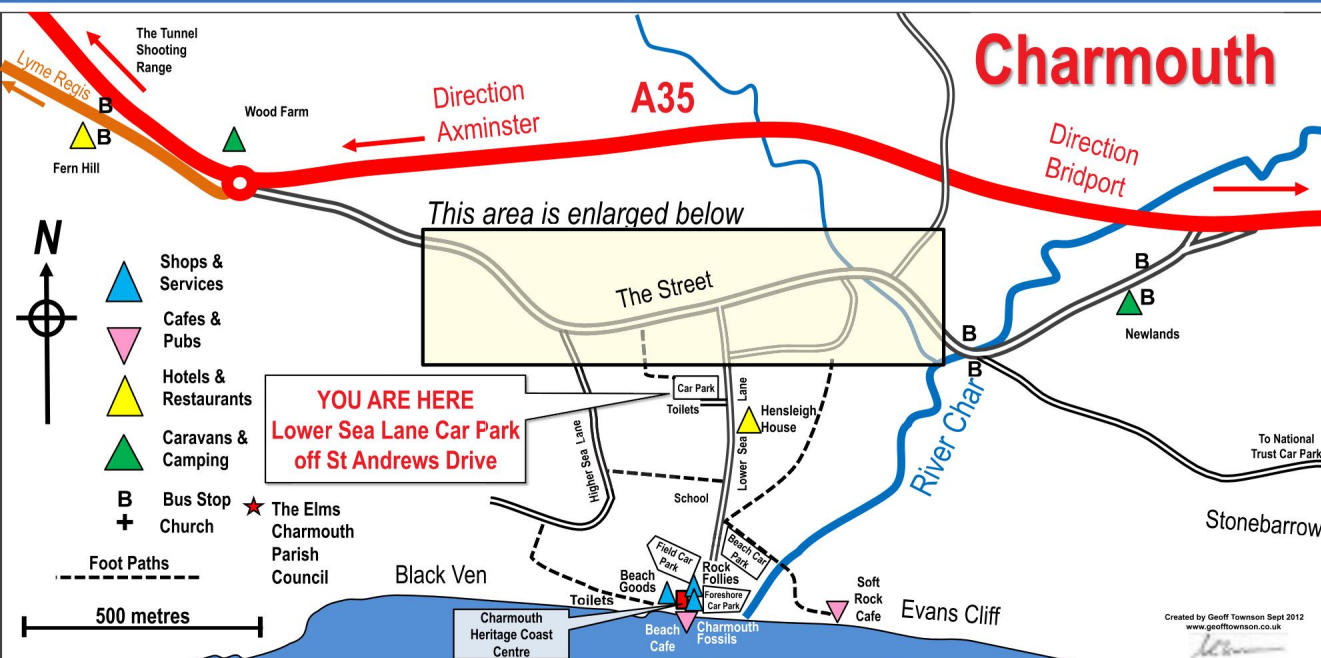 Charmouth
The Tunnel
Shooting
Range
Lyme Regis
B
B
Fern Hill
Wood Farm
Direction
Axminster
A35
Direction
Bridport
This area is enlarged below
The Street
N
Shops &
Services
Cafes &
Pubs
Hotels &
Restaurants
Caravans &
Camping
B
Bus Stop
Church
The Elms
Charmouth
Parish
Council
Foot Paths
500 metres
YOU ARE HERE
Lower Sea Lane Car Park
off St Andrews Drive
Car Park
Toilets
Hensleigh
House
Higher Sea Lane
Lower Sea Lane
School
B
B
B
B
Newlands
River Char
To National
Trust Car Park
Stonebarrow
Black Ven
Field Car
Park
Beach Car
Park
Rock
Follies
Beach
Goods
Foreshore
Car Park
Toilets
Charmouth
Heritage Coast
Centre
Beach
Cafe
Charmouth
Fossils
Soft
Rock
Cafe
Evans Cliff
Created by Geoff Townson Sept 2012
www.geofftownson.co.uk